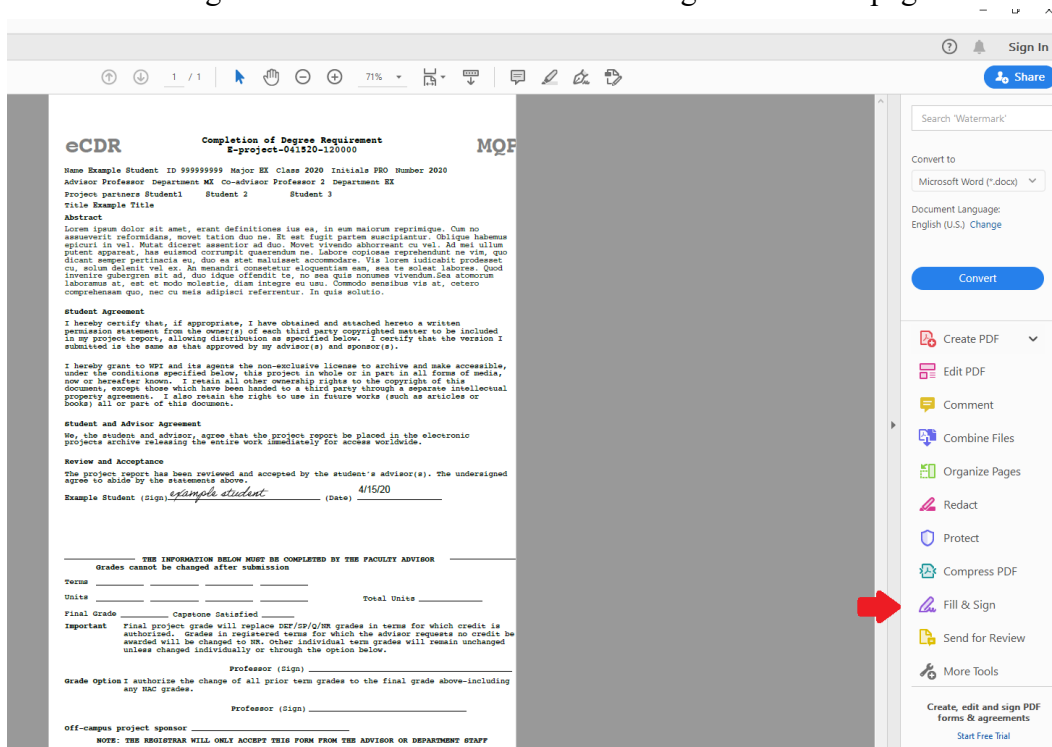 Sign In
1 / 1
71%
Share
eCDR
Completion of Degree Requirement
MQP
E-project-041520-120000
Name Example Student ID 999999999 Major EX Class 2020 Initials PRO Number 2020
Advisor Professor Department MX Co-advisor Professor 2 Department EX
Project partners Student1 Student 2 Student 3
Title Example Title
Abstract
Lorem ipsum dolor sit amet, erant definitiones ius ea, in eum maiorum reprimique. Cum no
assueverit reformidans, movet tation duo ne. Et est fugit partem suscipiantur. Oblique habemus
epicuri in vel. Mutat diceret assentior ad duo. Movet vivendo abhorreant cu vel. Ad mei ullum
putent appareat, has euismod corrumpit quaerendum ne. Labore copiosae reprehendunt ne vim, quo
dicant semper pertinacia eu, duo ea stet maluisset accommodare. Vis lorem iudicabit prodesset
cu, solum delenit vel ex. An menandri consetetur eloquentiam eam, sea te soleat labores. Quod
invenire gubergren sit ad, duo idque offendit te, no sea quis nonumes vivendum.Sea atomorum
laboramus at, est et modo molestie, diam integre eu usu. Commodo sensibus vis at, cetero
comprehensam quo, nec cu meis adipisci referrentur. In quis solutio.
Student Agreement
I hereby certify that, if appropriate, I have obtained and attached hereto a written
permission statement from the owner(s) of each third party copyrighted matter to be included
in my project report, allowing distribution as specified below. I certify that the version I
submitted is the same as that approved by my advisor(s) and sponsor(s).
I hereby grant to WPI and its agents the non-exclusive license to archive and make accessible,
under the conditions specified below, this project in whole or in part in all forms of media,
now or hereafter known. I retain all other ownership rights to the copyright of this
document, except those which have been handed to a third party through a separate intellectual
property agreement. I also retain the right to use in future works (such as articles or
books) all or part of this document.
Student and Advisor Agreement
We, the student and advisor, agree that the project report be placed in the electronic
projects archive releasing the entire work immediately for access worldwide.
Review and Acceptance
The project report has been reviewed and accepted by the student's advisor(s). The undersigned
agree to abide by the statements above.
Example Student (Sign) example student (Date) 4/15/20
THE INFORMATION BELOW MUST BE COMPLETED BY THE FACULTY ADVISOR
Grades cannot be changed after submission
Terms
Units Total Units
Final Grade Capstone Satisfied
Important Final project grade will replace DEF/SP/Q/NR grades in terms for which credit is
authorized. Grades in registered terms for which the advisor requests no credit be
awarded will be changed to NR. Other individual term grades will remain unchanged
unless changed individually or through the option below.
Professor (Sign)
Grade Option I authorize the change of all prior term grades to the final grade above-including
any NAC grades.
Professor (Sign)
Off-campus project sponsor
NOTE: THE REGISTRAR WILL ONLY ACCEPT THIS FORM FROM THE ADVISOR OR DEPARTMENT STAFF
Search 'Watermark'
Convert to
Microsoft Word (*.docx)
Document Language:
English (U.S.) Change
Convert
Create PDF
Edit PDF
Comment
Combine Files
Organize Pages
Redact
Protect
Compress PDF
Fill & Sign
Send for Review
More Tools
Create, edit and sign PDF
forms & agreements
Start Free Trial